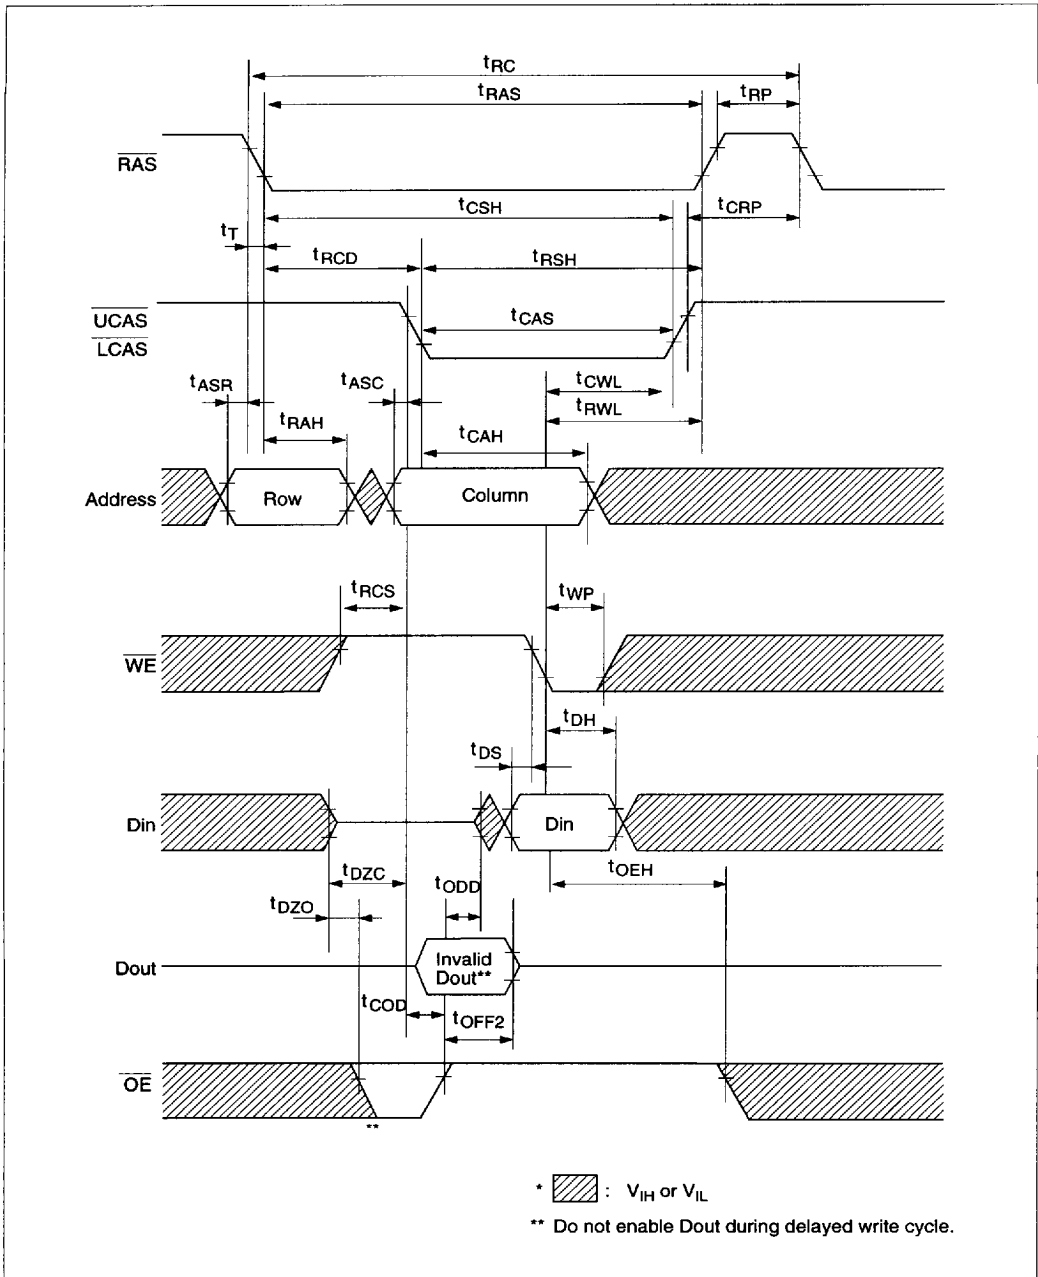 tRC
tRAS
tRP
RAS
tCSH
tCRP
tT
tRCD
tRSH
UCAS
LCAS
tCAS
tASR
tASC
tCWL
tRWL
tRAH
tCAH
Address
Row
Column
tRCS
tWP
WE
tDH
tDS
Din
Din
tDZC
tODD
tOEH
tDZO
Dout
Invalid
Dout**
tCOD
tOFF2
OE
**
* : VIH or VIL
** Do not enable Dout during delayed write cycle.